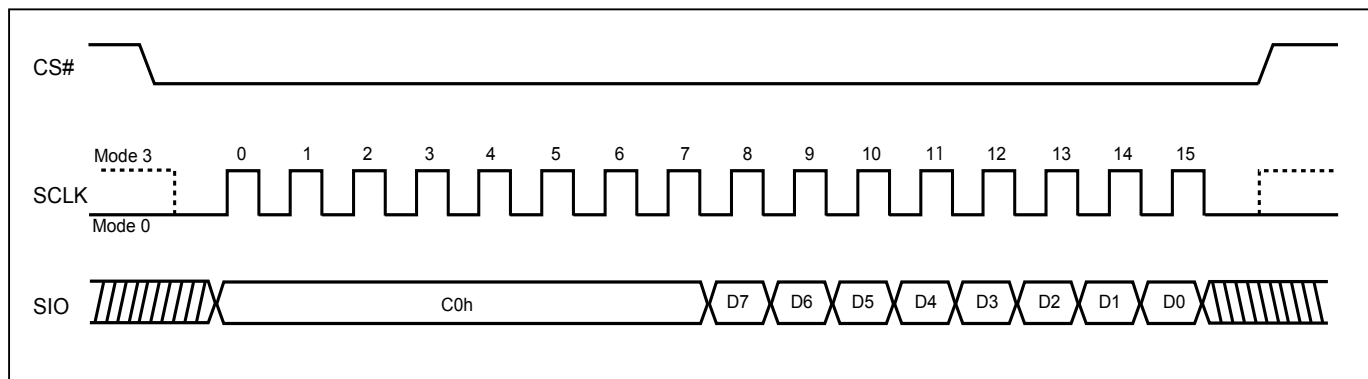 CS#
Mode 3
0 1 2 3 4 5 6 7 8 9 10 11 12 13 14 15
SCLK
Mode 0
SIO
C0h D7 D6 D5 D4 D3 D2 D1 D0